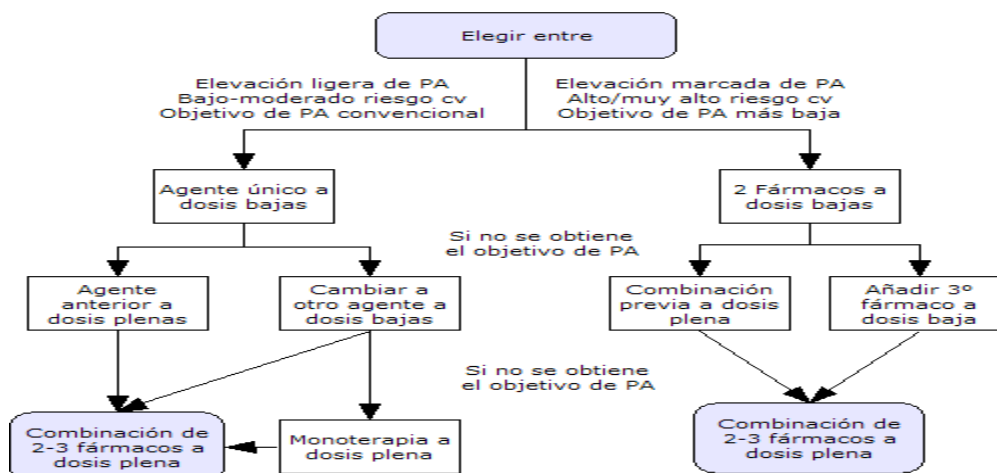 Elegir entre
Elevación ligera de PA
Bajo-moderado riesgo cv
Objetivo de PA convencional
Elevación marcada de PA
Alto/muy alto riesgo cv
Objetivo de PA más baja
Agente único a
dosis bajas
2 Fármacos a
dosis bajas
Si no se obtiene
el objetivo de PA
Agente
anterior a
dosis plenas
Cambiar a
otro agente a
dosis bajas
Combinación
previa a dosis
plena
Añadir 3º
fármaco a
dosis baja
Si no se obtiene
el objetivo de PA
Combinación de
2-3 fármacos a
dosis plena
Monoterapia a
dosis plena
Combinación de
2-3 fármacos a
dosis plena